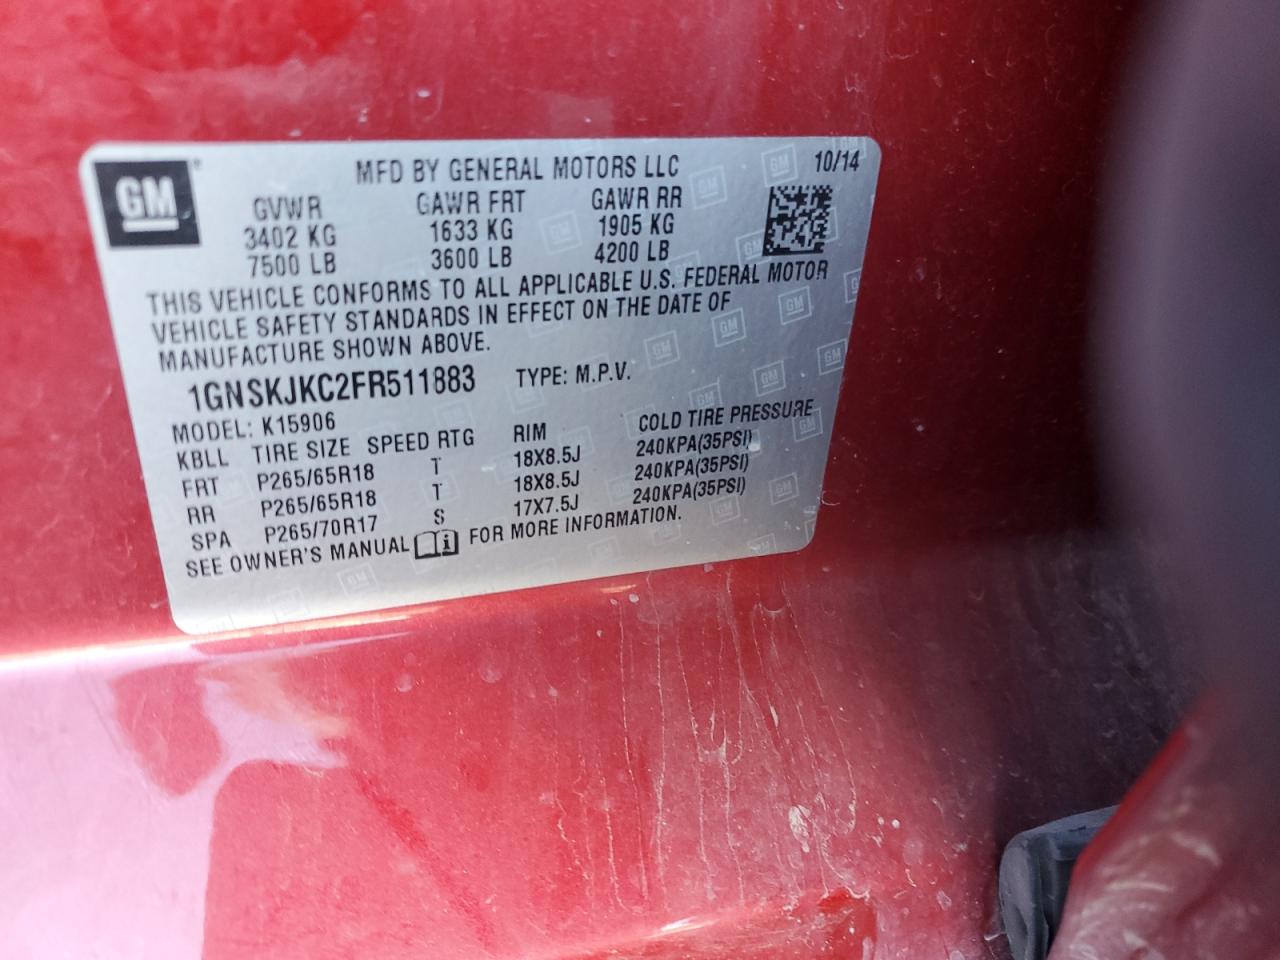 GM
MFD BY GENERAL MOTORS LLC 10/14
GVWR GAWR FRT GAWR RR
3402 KG 1633 KG 1905 KG
7500 LB 3600 LB 4200 LB
THIS VEHICLE CONFORMS TO ALL APPLICABLE U.S. FEDERAL MOTOR
VEHICLE SAFETY STANDARDS IN EFFECT ON THE DATE OF
MANUFACTURE SHOWN ABOVE.
1GNSKJKC2FR511883 TYPE: M.P.V.
MODEL: K15906
KBLL TIRE SIZE SPEED RTG RIM COLD TIRE PRESSURE
FRT P265/65R18 T 18X8.5J 240KPA(35PSI)
RR P265/65R18 T 18X8.5J 240KPA(35PSI)
SPA P265/70R17 S 17X7.5J 240KPA(35PSI)
SEE OWNER'S MANUAL FOR MORE INFORMATION.